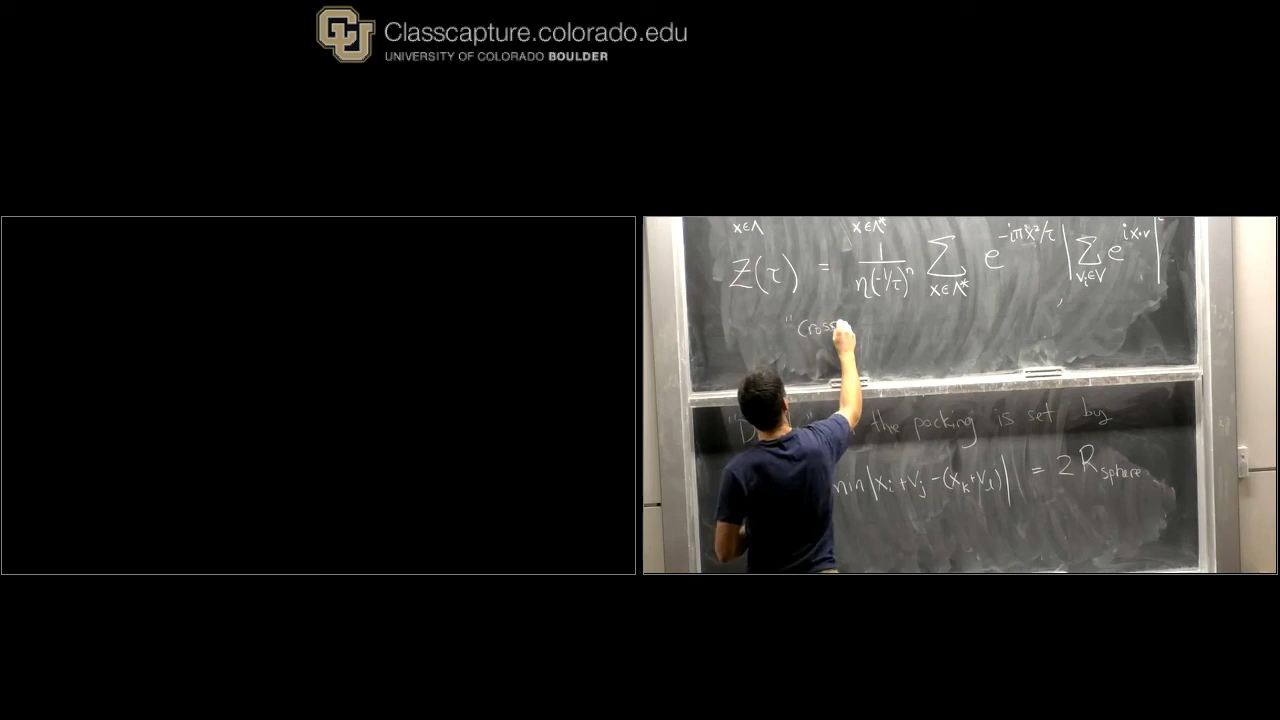 Classcapture.colorado.edu
UNIVERSITY OF COLORADO BOULDER
x∈Λ x∈Λ*
Z(τ) = 1/η(-1/τ)^n Σ_{x∈Λ*} e^{-iπx²/τ} |Σ_{v_i∈V} e^{ix·v}|²
"Cross
the packing is set by
min|x_i+v_j-(x_k+v_l)| = 2R_sphere